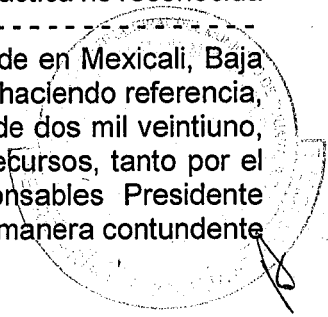 - - - - - - - - - - - - - - - - - - - - - - -
de en Mexicali, Baja
haciendo referencia,
de dos mil veintiuno,
ecursos, tanto por el
onsables Presidente
manera contundente